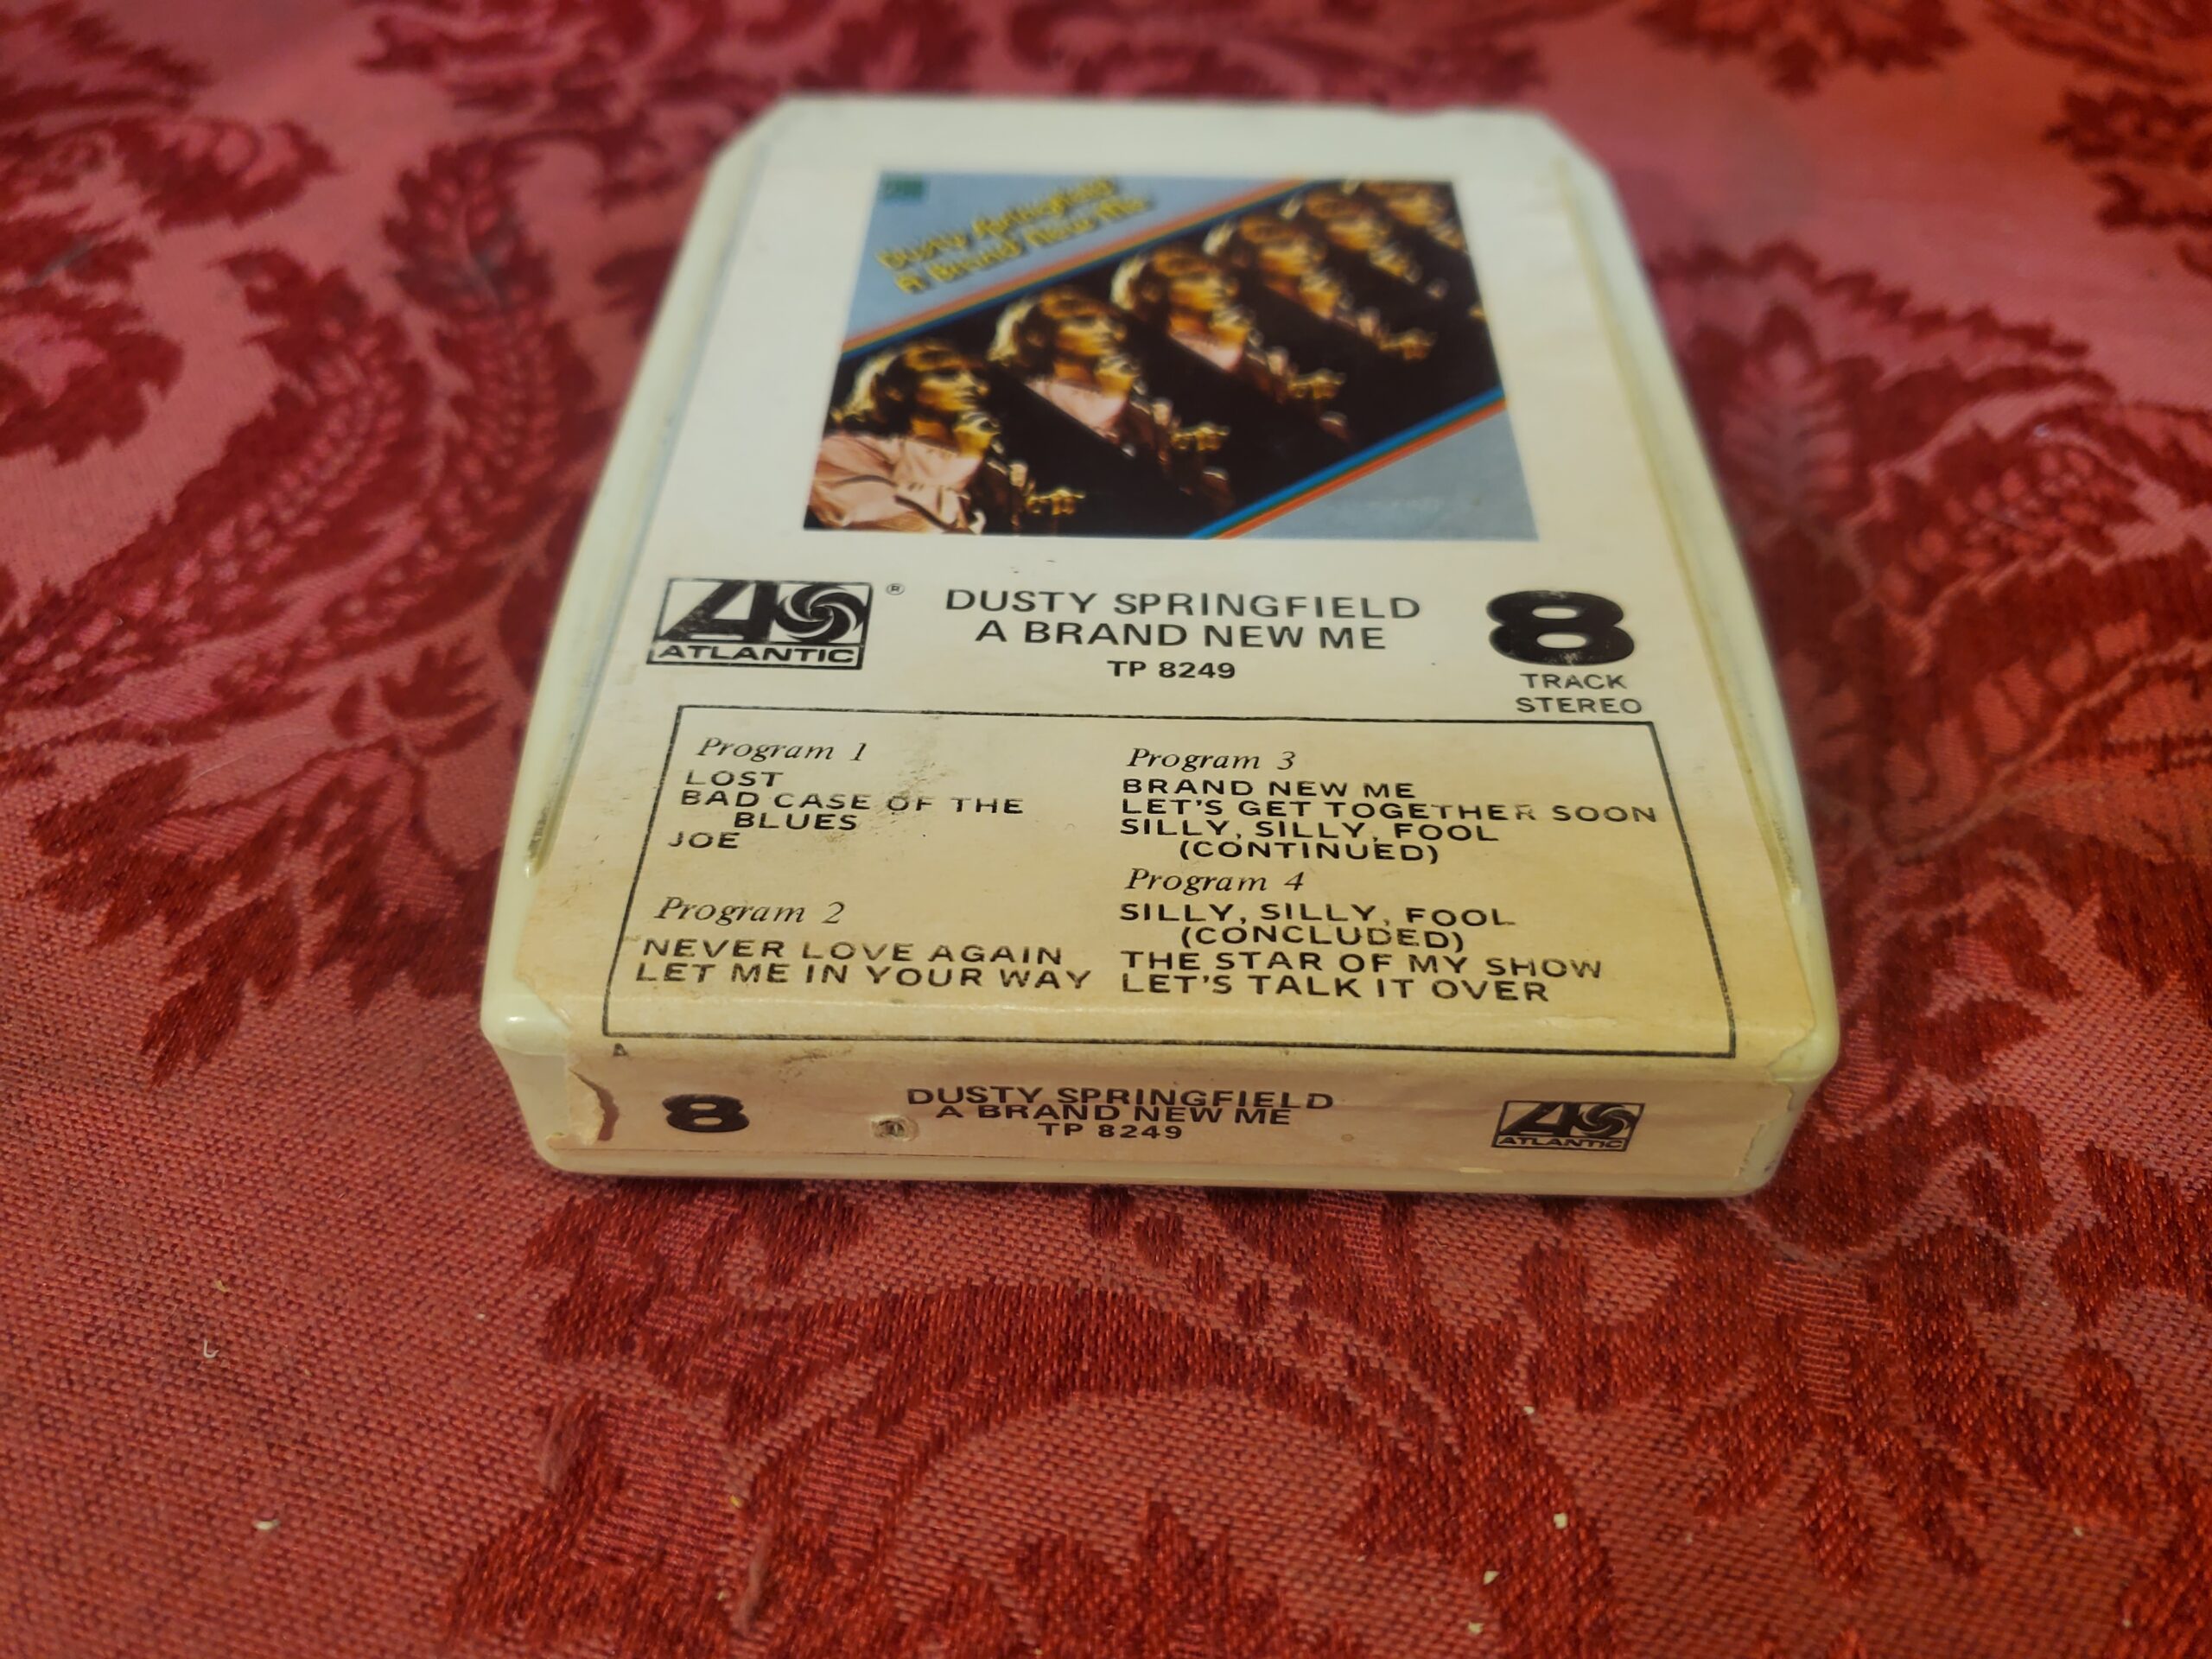 Dusty Springfield
A Brand New Me
ATLANTIC
®
DUSTY SPRINGFIELD
A BRAND NEW ME
TP 8249
8
TRACK
STEREO
Program 1
LOST
BAD CASE OF THE
BLUES
JOE
Program 2
NEVER LOVE AGAIN
LET ME IN YOUR WAY
Program 3
BRAND NEW ME
LET'S GET TOGETHER SOON
SILLY, SILLY, FOOL
(CONTINUED)
Program 4
SILLY, SILLY, FOOL
(CONCLUDED)
THE STAR OF MY SHOW
LET'S TALK IT OVER
A
8
DUSTY SPRINGFIELD
A BRAND NEW ME
TP 8249
ATLANTIC